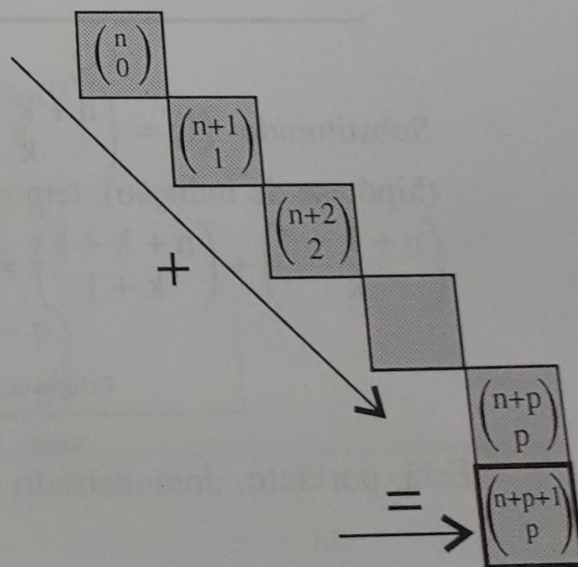 (n
0)
(n+1
1)
(n+2
2)
+
(n+p
p)
=
(n+p+1
p)